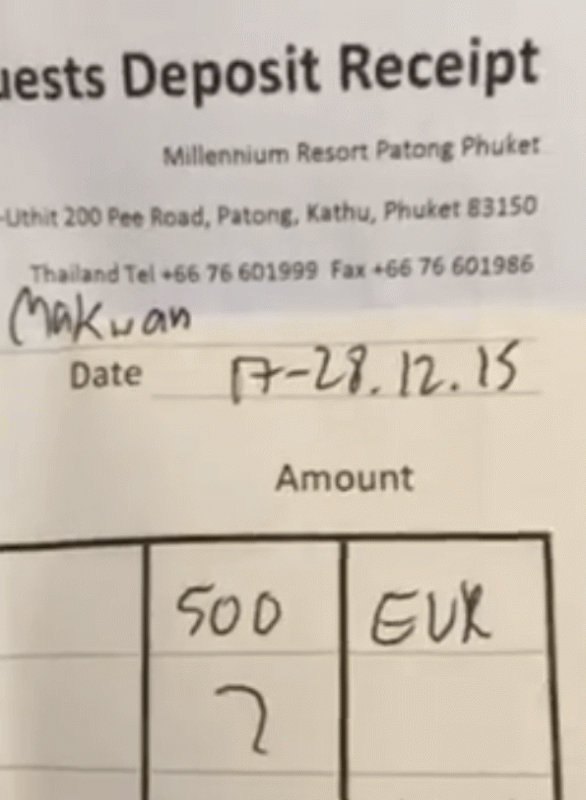 uests Deposit Receipt
Millennium Resort Patong Phuket
-Uthit 200 Pee Road, Patong, Kathu, Phuket 83150
Thailand Tel +66 76 601999 Fax +66 76 601986
Makwan
Date 17-28.12.15
Amount
500 EUR
?